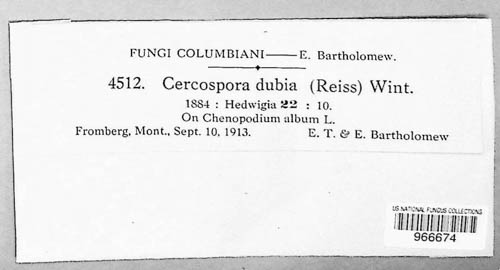 FUNGI COLUMBIANI—E. Bartholomew.
4512. Cercospora dubia (Reiss) Wint.
1884 : Hedwigia 22 : 10.
On Chenopodium album L.
Fromberg, Mont., Sept. 10, 1913. E. T. & E. Bartholomew
US NATIONAL FUNGUS COLLECTIONS
966674